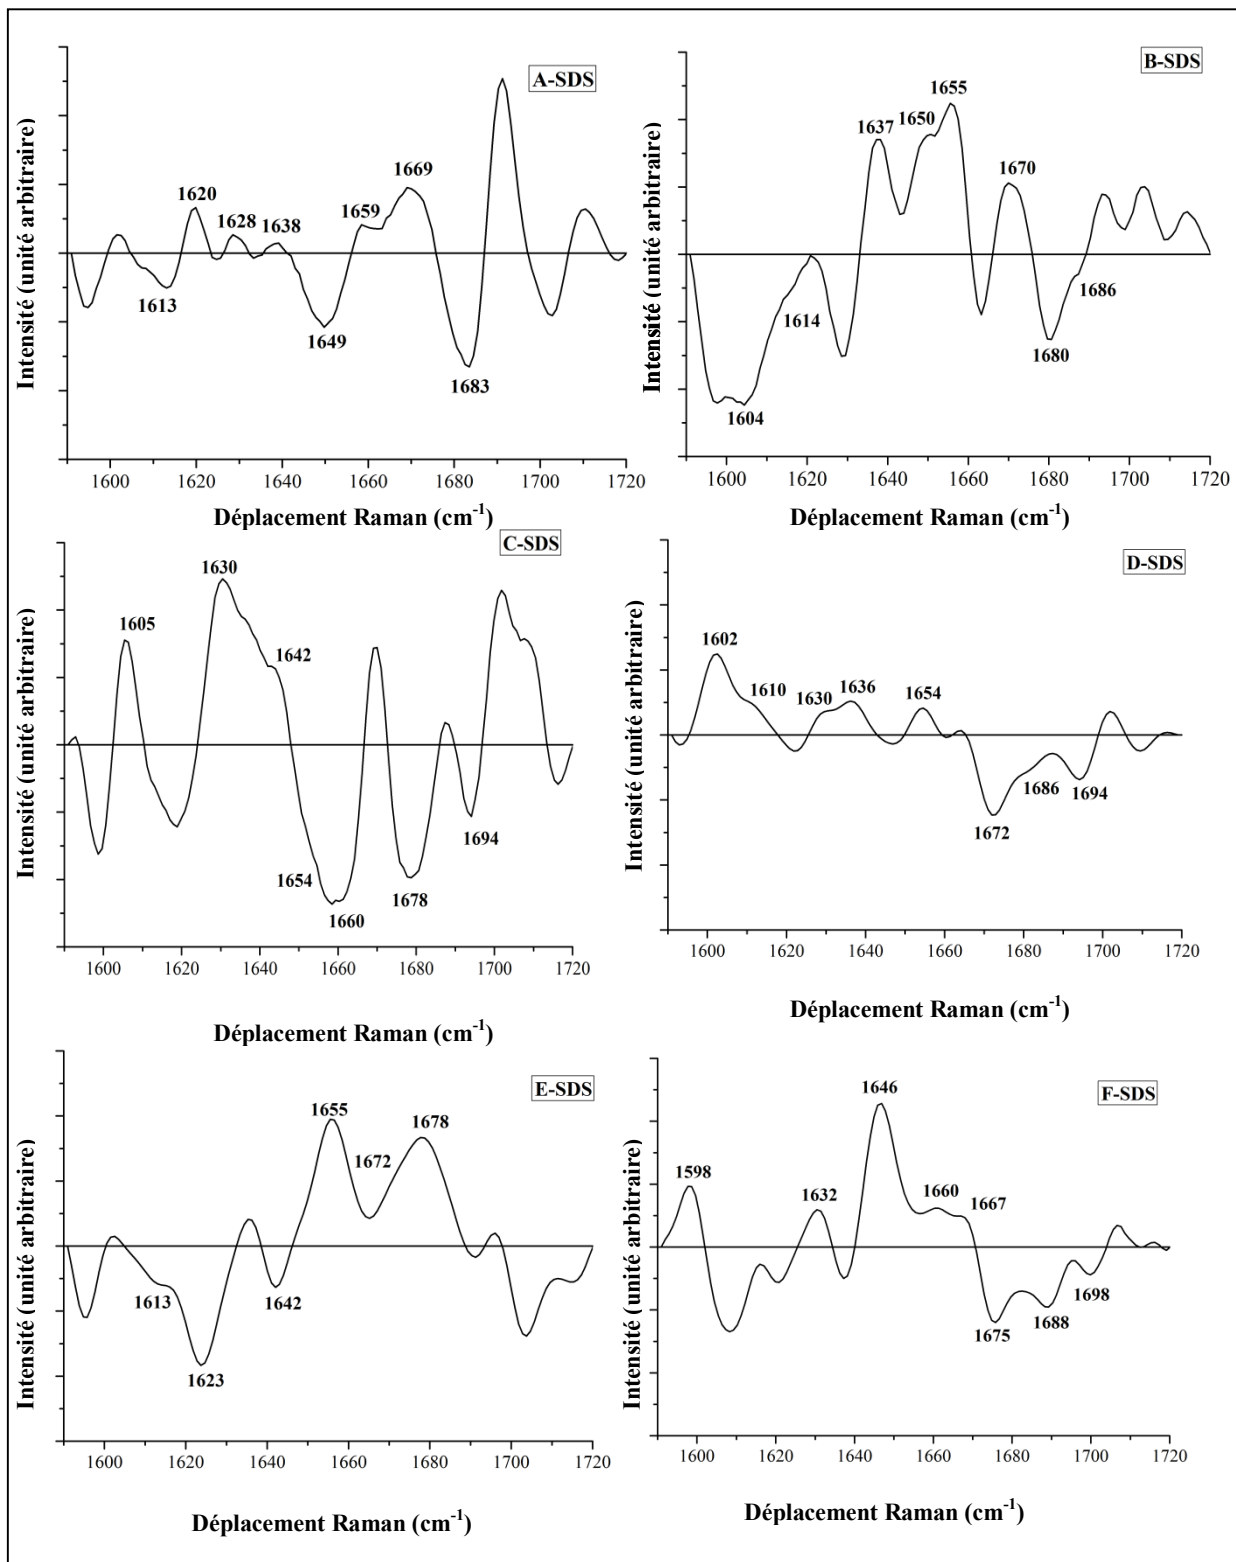 A-SDS
Intensité (unité arbitraire)
1620
1628
1638
1659
1669
1613
1649
1683
1600 1620 1640 1660 1680 1700 1720
Déplacement Raman (cm-1)
B-SDS
Intensité (unité arbitraire)
1637
1650
1655
1670
1604
1614
1680
1686
1600 1620 1640 1660 1680 1700 1720
Déplacement Raman (cm-1)
C-SDS
Intensité (unité arbitraire)
1605
1630
1642
1654
1660
1678
1694
1600 1620 1640 1660 1680 1700 1720
Déplacement Raman (cm-1)
D-SDS
Intensité (unité arbitraire)
1602
1610
1630
1636
1654
1672
1686
1694
1600 1620 1640 1660 1680 1700 1720
Déplacement Raman (cm-1)
E-SDS
Intensité (unité arbitraire)
1655
1672
1678
1613
1623
1642
1600 1620 1640 1660 1680 1700 1720
Déplacement Raman (cm-1)
F-SDS
Intensité (unité arbitraire)
1598
1632
1646
1660
1667
1675
1688
1698
1600 1620 1640 1660 1680 1700 1720
Déplacement Raman (cm-1)